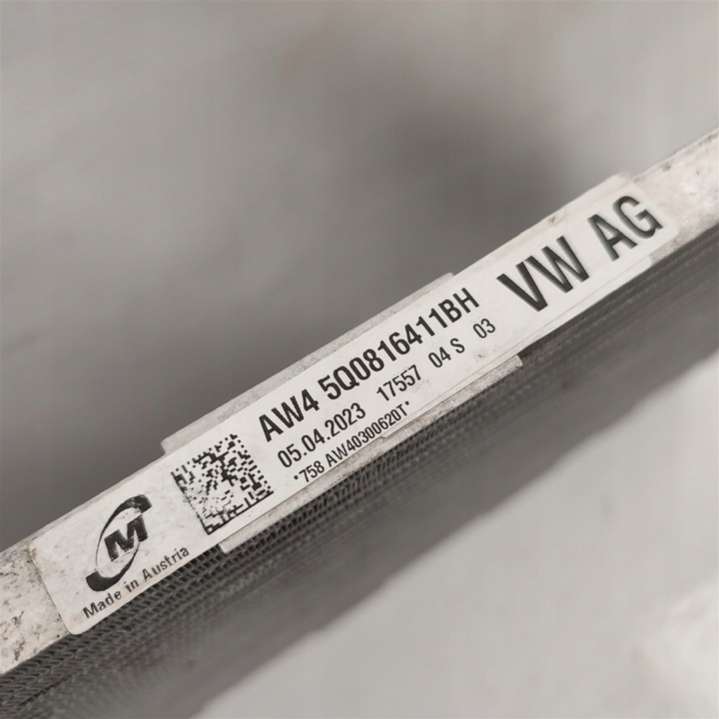 AW4 5Q0816411BH
VW AG
05.04.2023 17557 04 S 03
*758 AW40300620T*
M
Made in Austria